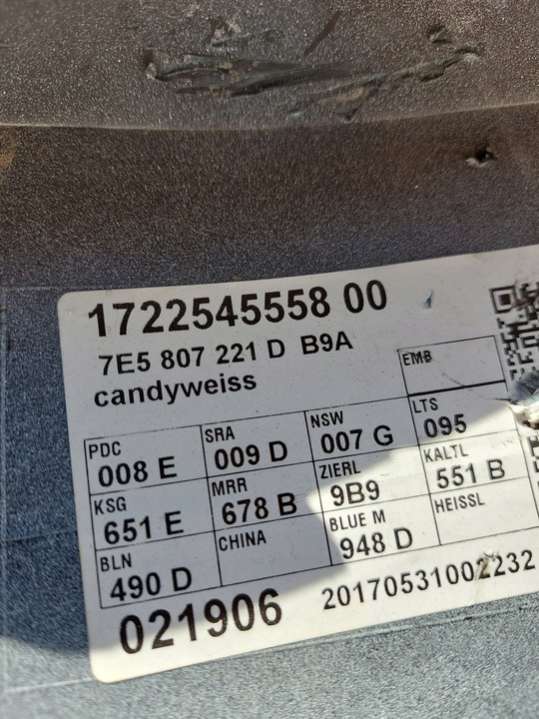 1722545558 00
7E5 807 221 D B9A
candyweiss
EMB
PDC SRA NSW LTS
008 E 009 D 007 G 095
KSG MRR ZIERL KALTL
651 E 678 B 9B9 551 B
BLN CHINA BLUE M HEISSL
490 D 948 D
021906 20170531002232